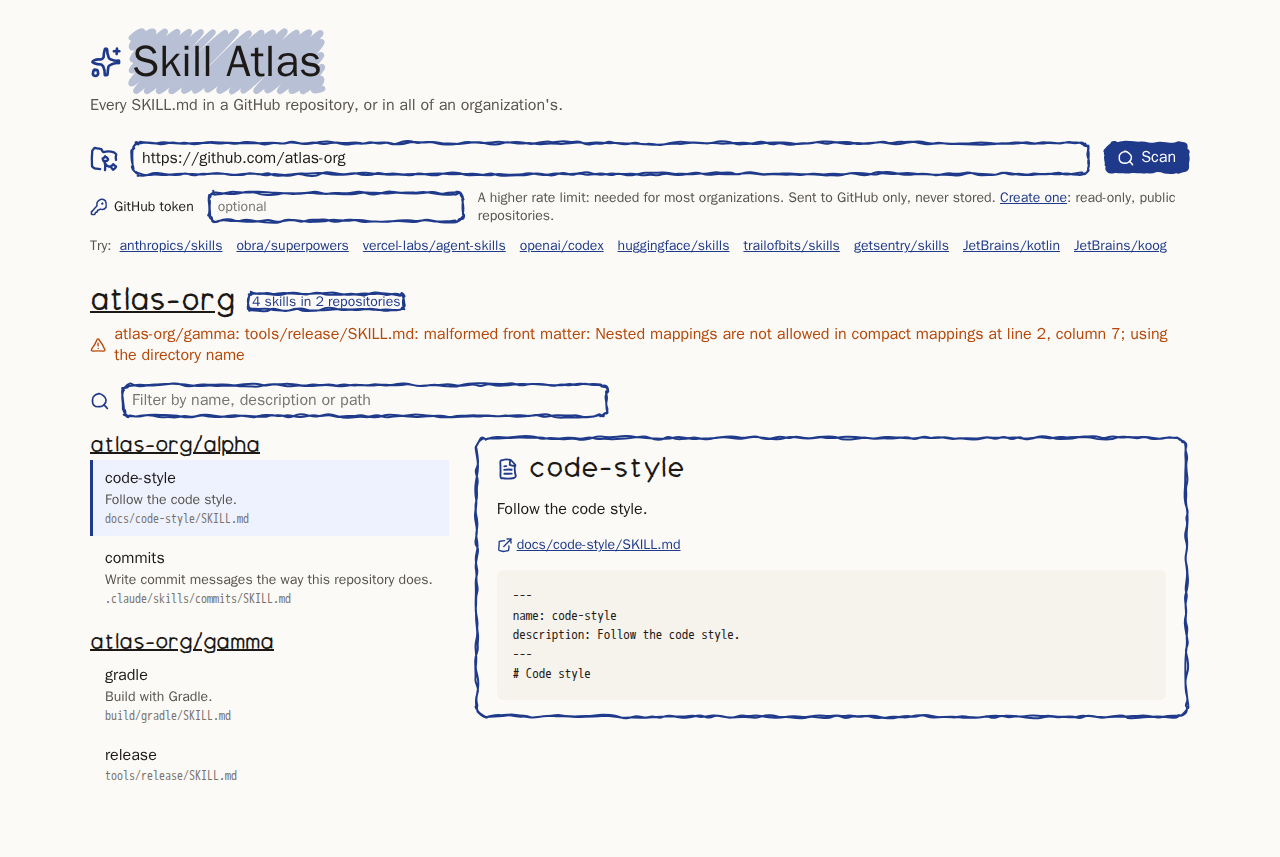 Skill Atlas
Every SKILL.md in a GitHub repository, or in all of an organization's.
https://github.com/atlas-org
Scan
GitHub token
optional
A higher rate limit: needed for most organizations. Sent to GitHub only, never stored. Create one: read-only, public
repositories.
Try: anthropics/skills obra/superpowers vercel-labs/agent-skills openai/codex huggingface/skills trailofbits/skills getsentry/skills JetBrains/kotlin JetBrains/koog
atlas-org 4 skills in 2 repositories
atlas-org/gamma: tools/release/SKILL.md: malformed front matter: Nested mappings are not allowed in compact mappings at line 2, column 7; using
the directory name
Filter by name, description or path
atlas-org/alpha
code-style
Follow the code style.
docs/code-style/SKILL.md
commits
Write commit messages the way this repository does.
.claude/skills/commits/SKILL.md
atlas-org/gamma
gradle
Build with Gradle.
build/gradle/SKILL.md
release
tools/release/SKILL.md
code-style
Follow the code style.
docs/code-style/SKILL.md
---
name: code-style
description: Follow the code style.
---
# Code style